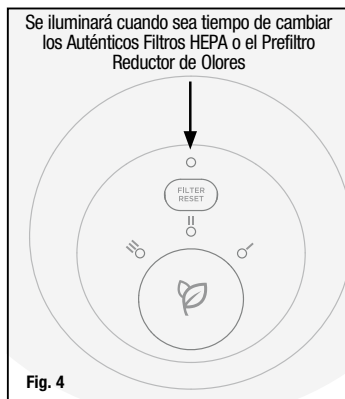 Se iluminará cuando sea tiempo de cambiar
los Auténticos Filtros HEPA o el Prefiltro
Reductor de Olores
FILTER
RESET
Fig. 4